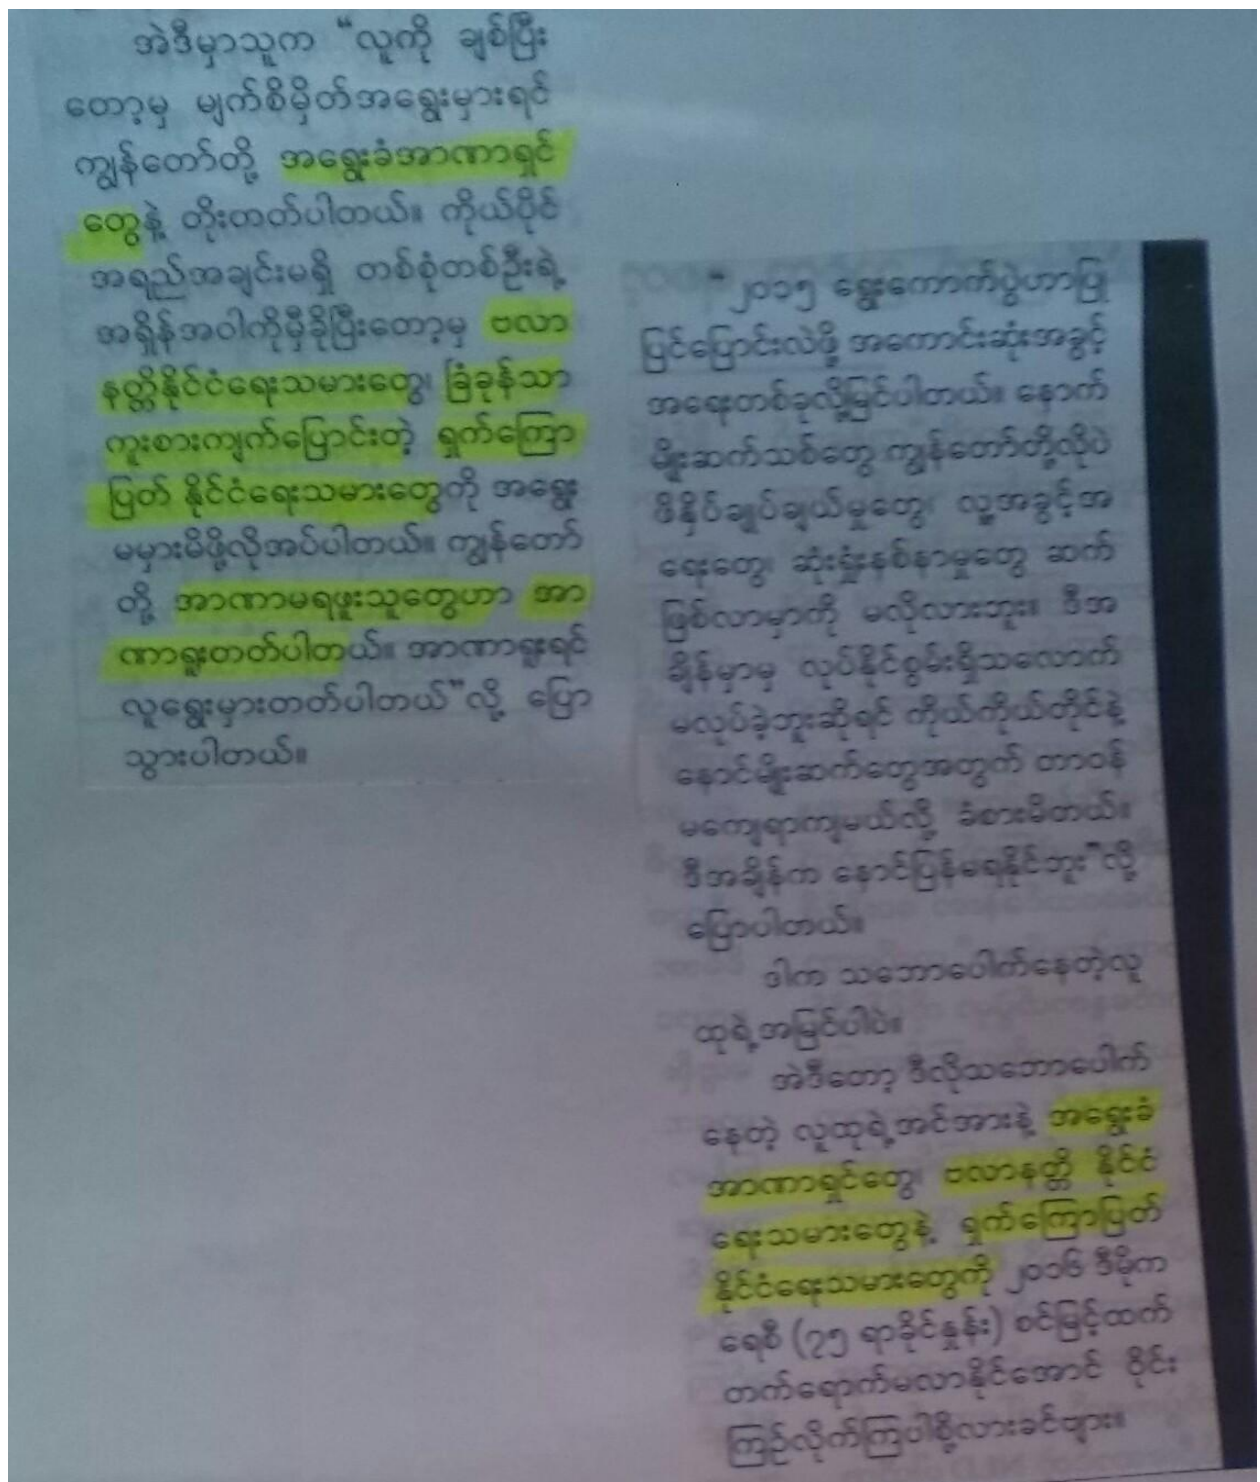 အဲဒီမှာသူက “လူကို ချစ်ပြီး
တော့မှ မျက်စိမှိတ်အရွေးမှားရင်
ကျွန်တော်တို့ အရွေးခံအာဏာရှင်
တွေနဲ့ တိုးတတ်ပါတယ်။ ကိုယ်ပိုင်
အရည်အချင်းမရှိ တစ်စုံတစ်ဦးရဲ့
အရှိန်အဝါကိုမှီခိုပြီးတော့မှ ဗလာ
နတ္တိနိုင်ငံရေးသမားတွေ၊ ခြံခုန်သာ
ကူးစားကျက်ပြောင်းတဲ့ ရှက်ကြော
ပြတ် နိုင်ငံရေးသမားတွေကို အရွေး
မမှားမိဖို့လိုအပ်ပါတယ်။ ကျွန်တော်
တို့ အာဏာမရဖူးသူတွေဟာ အာ
ဏာရူးတတ်ပါတယ်။ အာဏာရူးရင်
လူရွေးမှားတတ်ပါတယ်”လို့ ပြော
သွားပါတယ်။
“၂၀၁၅ ရွေးကောက်ပွဲဟာပြု
ပြင်ပြောင်းလဲဖို့ အကောင်းဆုံးအခွင့်
အရေးတစ်ခုလို့မြင်ပါတယ်။ နောက်
မျိုးဆက်သစ်တွေ ကျွန်တော်တို့လိုပဲ
ဖိနှိပ်ချုပ်ချယ်မှုတွေ၊ လူ့အခွင့်အ
ရေးတွေ၊ ဆုံးရှုံးနစ်နာမှုတွေ ဆက်
ဖြစ်လာမှာကို မလိုလားဘူး။ ဒီအ
ချိန်မှာမှ လုပ်နိုင်စွမ်းရှိသလောက်
မလုပ်ခဲ့ဘူးဆိုရင် ကိုယ်ကိုယ်တိုင်နဲ့
နောင်မျိုးဆက်တွေအတွက် တာဝန်
မကျေရာကျမယ်လို့ ခံစားမိတယ်။
ဒီအချိန်က နောင်ပြန်မရနိုင်ဘူး”လို့
ပြောပါတယ်။
ဒါက သဘောပေါက်နေတဲ့လူ
ထုရဲ့အမြင်ပါပဲ။
အဲဒီတော့ ဒီလိုသဘောပေါက်
နေတဲ့ လူထုရဲ့အင်အားနဲ့ အရွေးခံ
အာဏာရှင်တွေ၊ ဗလာနတ္တိ နိုင်ငံ
ရေးသမားတွေနဲ့ ရှက်ကြောပြတ်
နိုင်ငံရေးသမားတွေကို ၂၀၁၆ ဒီမိုက
ရေစီ (၇၅ ရာခိုင်နှုန်း) စင်မြင့်ထက်
တက်ရောက်မလာနိုင်အောင် ဝိုင်း
ကြဉ်လိုက်ကြပါစို့လားခင်ဗျား။